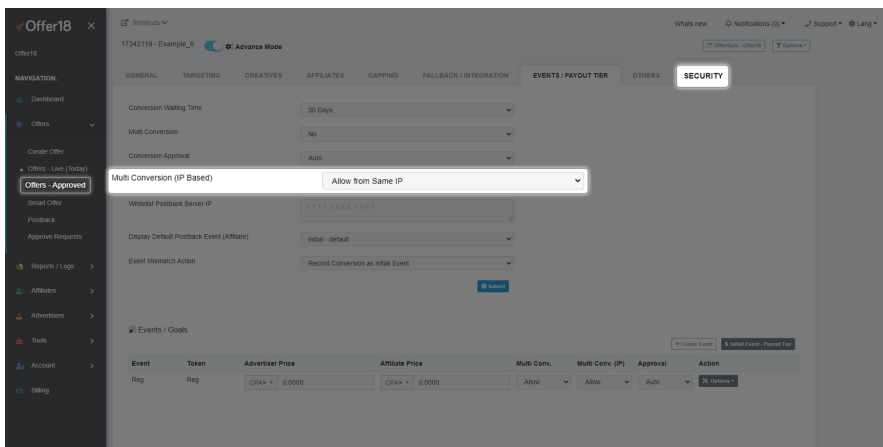 Offer18 ×
Shortcuts
Whats new
Notifications (0)
Support
Lang
Offer18
17342119 - Example_6
Advance Mode
Offer Sync - Offer18
Options
NAVIGATION.
GENERAL
TARGETING
CREATIVES
AFFILIATES
CAPPING
FALLBACK / INTEGRATION
EVENTS / PAYOUT TIER
OTHERS
SECURITY
Dashboard
Offers
Create Offer
Offers - Live (Today)
Offers - Approved
Smart Offer
Postback
Approve Requests
Reports / Logs
Affiliates
Advertisers
Tools
Account
Billing
Conversion Waiting Time
30 Days
Multi Conversion
No
Conversion Approval
Auto
Multi Conversion (IP Based)
Allow from Same IP
Whitelist Postback Server IP
Display Default Postback Event (Affiliate)
Initial - default
Event Mismatch Action
Record Conversion as Initial Event
Submit
Events / Goals
+ Create Event
$ Initial Event - Payout Tier
Event
Token
Advertiser Price
Affiliate Price
Multi Conv.
Multi Conv. (IP)
Approval
Action
Reg
Reg
CPA
0.0000
CPA
0.0000
Allow
Allow
Auto
Options